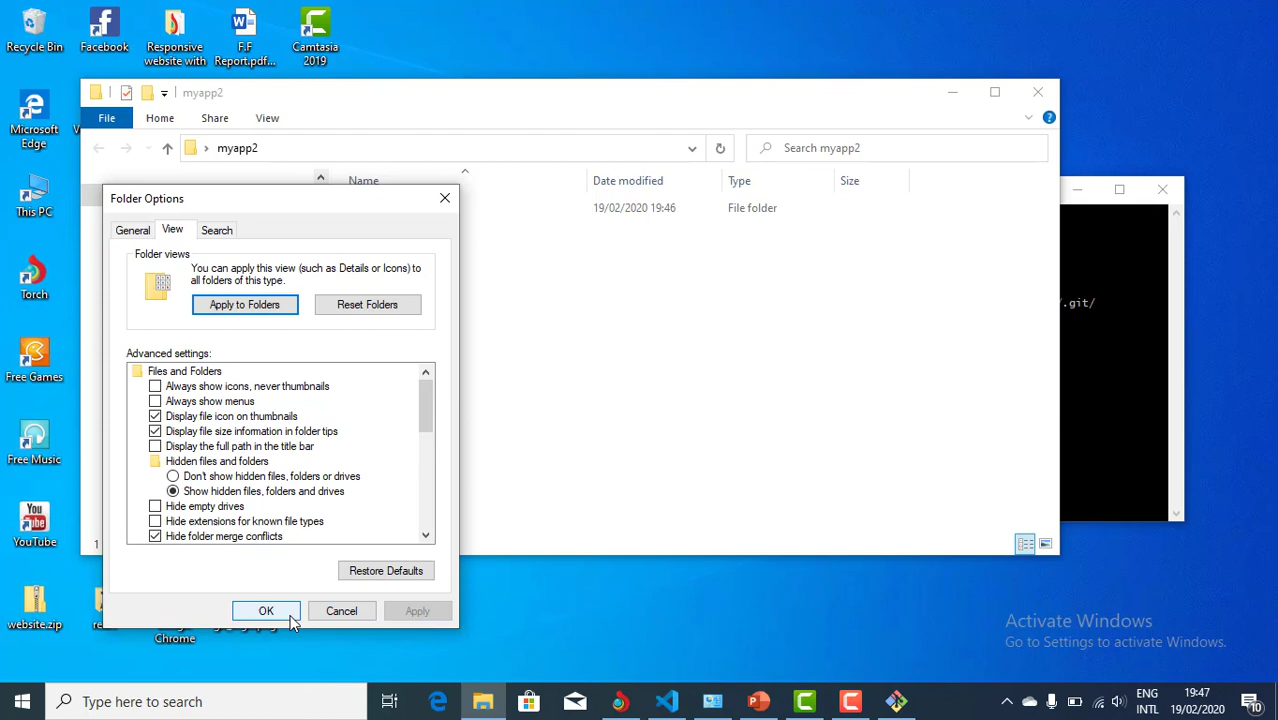 Recycle Bin
Facebook
Responsive
website with
F.F
Report.pdf...
Camtasia
2019
Microsoft
Edge
This PC
Torch
Free Games
Free Music
You
Tube
YouTube
website.zip
re
Chrome
myapp2
File
Home
Share
View
myapp2
Search myapp2
Name
Date modified
Type
Size
19/02/2020 19:46
File folder
1
/.git/
Folder Options
General
View
Search
Folder views
You can apply this view (such as Details or Icons) to
all folders of this type.
Apply to Folders
Reset Folders
Advanced settings:
Files and Folders
Always show icons, never thumbnails
Always show menus
Display file icon on thumbnails
Display file size information in folder tips
Display the full path in the title bar
Hidden files and folders
Don't show hidden files, folders or drives
Show hidden files, folders and drives
Hide empty drives
Hide extensions for known file types
Hide folder merge conflicts
Restore Defaults
OK
Cancel
Apply
Activate Windows
Go to Settings to activate Windows.
Type here to search
ENG
INTL
19:47
19/02/2020
10